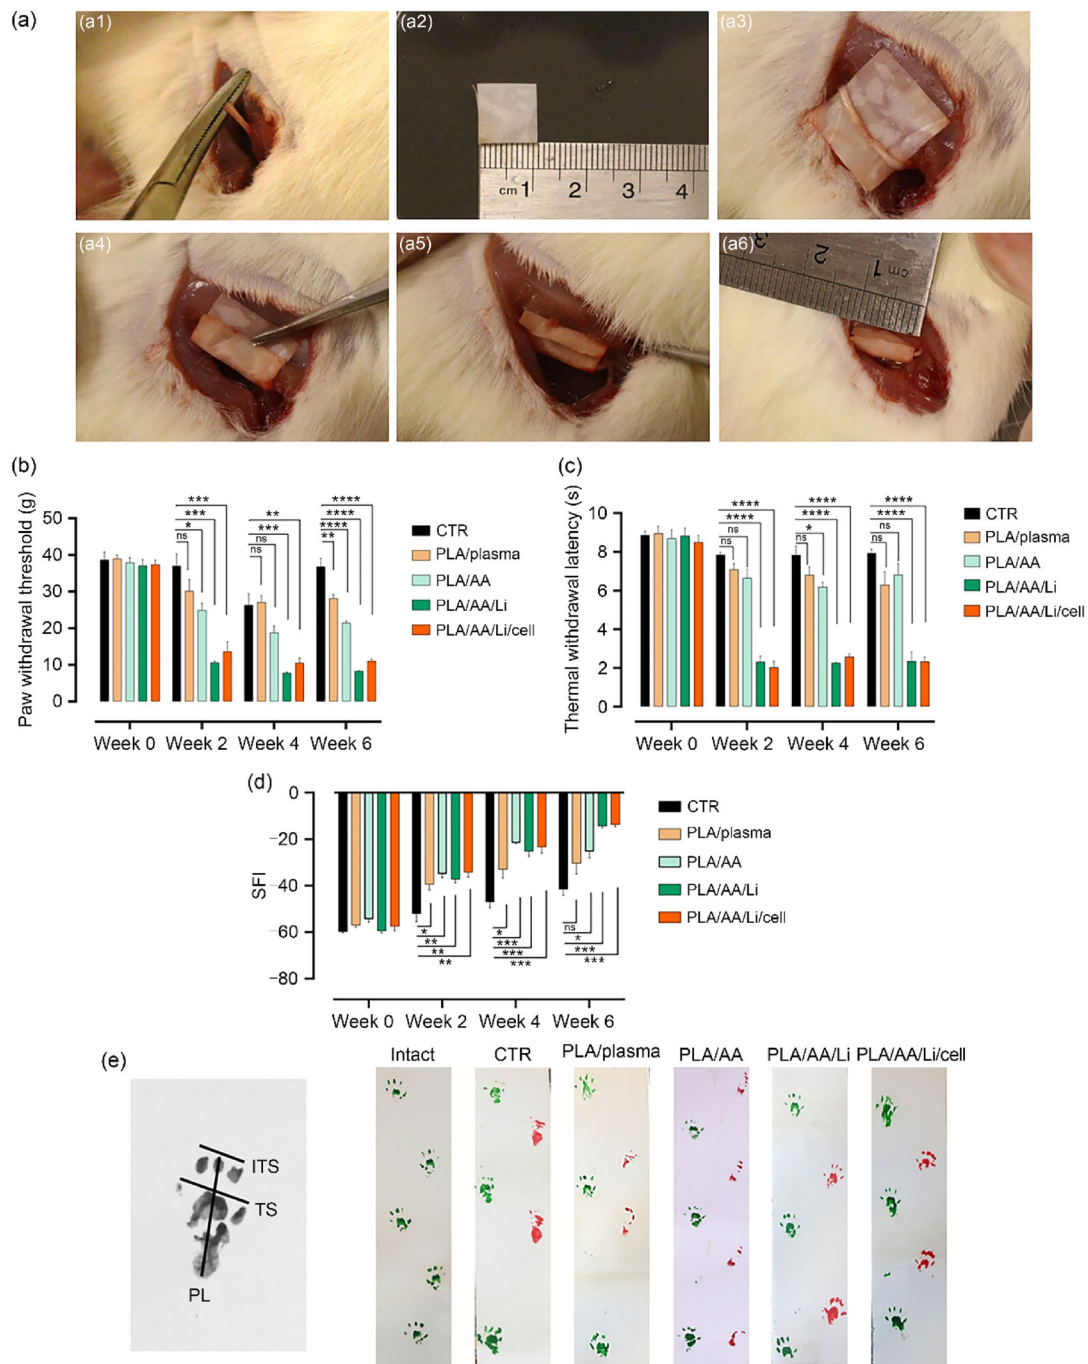 (a)
(a1)
(a2)
cm 1 2 3 4
(a3)
(a4)
(a5)
(a6)
3 2 1 cm
(b)
Paw withdrawal threshold (g)
50
40
30
20
10
0
*** *** * ns
** *** ns
**** **** **** **
Week 0 Week 2 Week 4 Week 6
CTR
PLA/plasma
PLA/AA
PLA/AA/Li
PLA/AA/Li/cell
(c)
Thermal withdrawal latency (s)
10
8
6
4
2
0
**** **** ns ns
**** **** * ns
**** **** ns ns
Week 0 Week 2 Week 4 Week 6
CTR
PLA/plasma
PLA/AA
PLA/AA/Li
PLA/AA/Li/cell
(d)
SFI
0
−20
−40
−60
−80
* ** ** **
* *** *** ***
ns * *** ***
Week 0 Week 2 Week 4 Week 6
CTR
PLA/plasma
PLA/AA
PLA/AA/Li
PLA/AA/Li/cell
(e)
ITS
TS
PL
Intact CTR PLA/plasma PLA/AA PLA/AA/Li PLA/AA/Li/cell